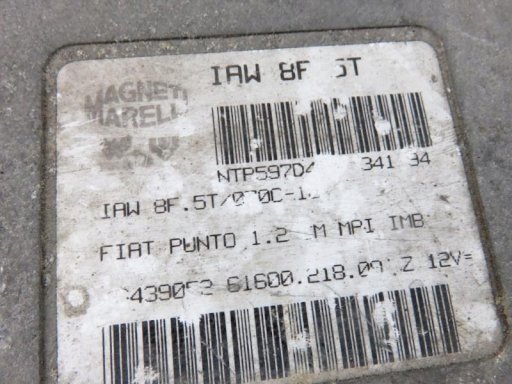 IAW 8F.5T
MAGNETI
MARELLI
NTP597D4 341 34
IAW 8F.5T/
FIAT PUNTO 1.2 M MPI IMB
61600.218.09 Z 12V=